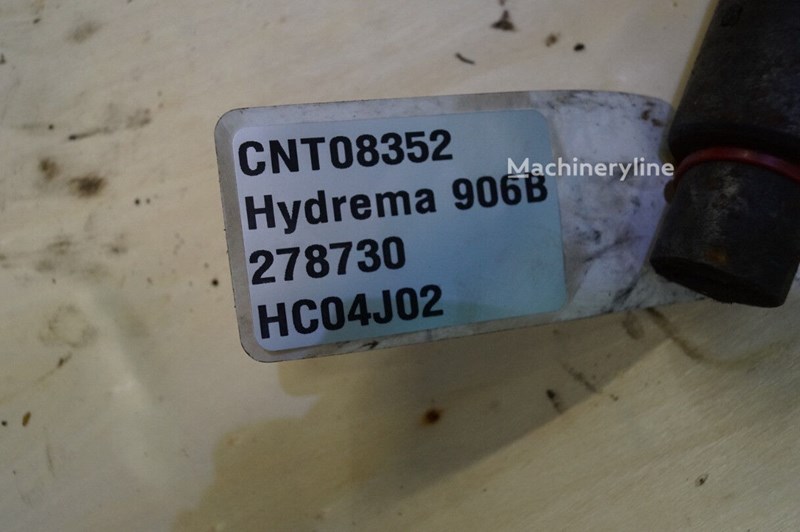 CNT08352
Machineryline
Hydrema 906B
278730
HC04J02